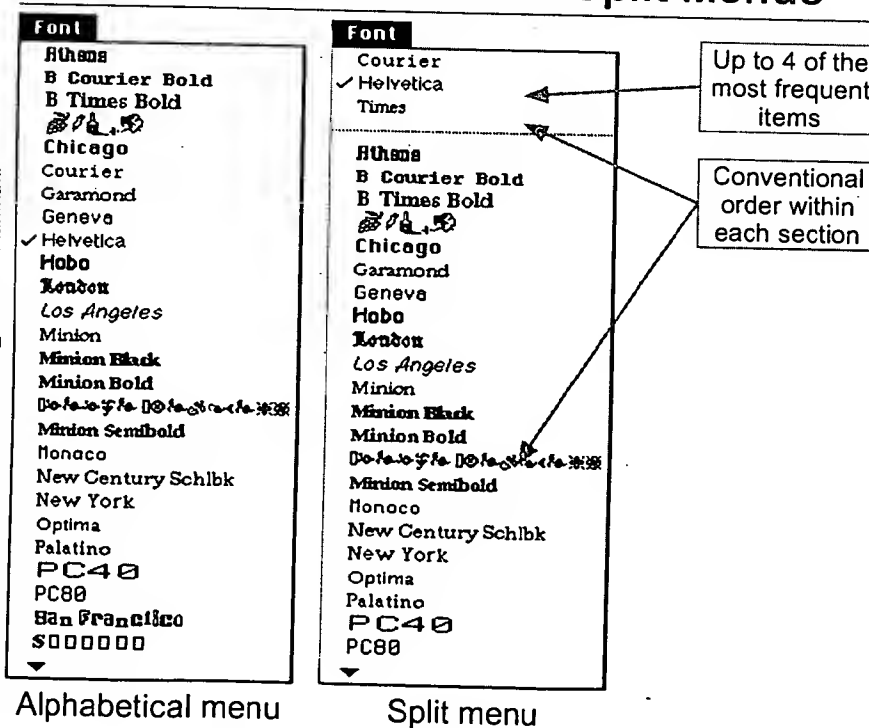 Split Menus
Font
Athens
B Courier Bold
B Times Bold
Chicago
Courier
Garamond
Geneva
✓ Helvetica
Hobo
London
Los Angeles
Minion
Minion Black
Minion Bold
Minion Semibold
Monaco
New Century Schlbk
New York
Optima
Palatino
PC40
PC80
San Francisco
S
Alphabetical menu
Font
Courier
✓ Helvetica
Times
Athens
B Courier Bold
B Times Bold
Chicago
Garamond
Geneva
Hobo
London
Los Angeles
Minion
Minion Black
Minion Bold
Minion Semibold
Monaco
New Century Schlbk
New York
Optima
Palatino
PC40
PC80
Split menu
Up to 4 of the
most frequent
items
Conventional
order within
each section